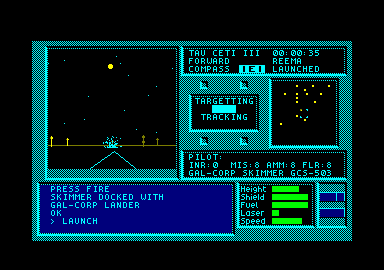 TAU CETI III 00:00:35
FORWARD REEMA
COMPASS IEI LAUNCHED
TARGETTING
TRACKING
PILOT:
INR:0 MIS:8 AMM:8 FLR:8
GAL-CORP SKIMMER GCS-503
PRESS FIRE
SKIMMER DOCKED WITH
GAL-CORP LANDER
OK
> LAUNCH
Height
Shield
Fuel
Laser
Speed